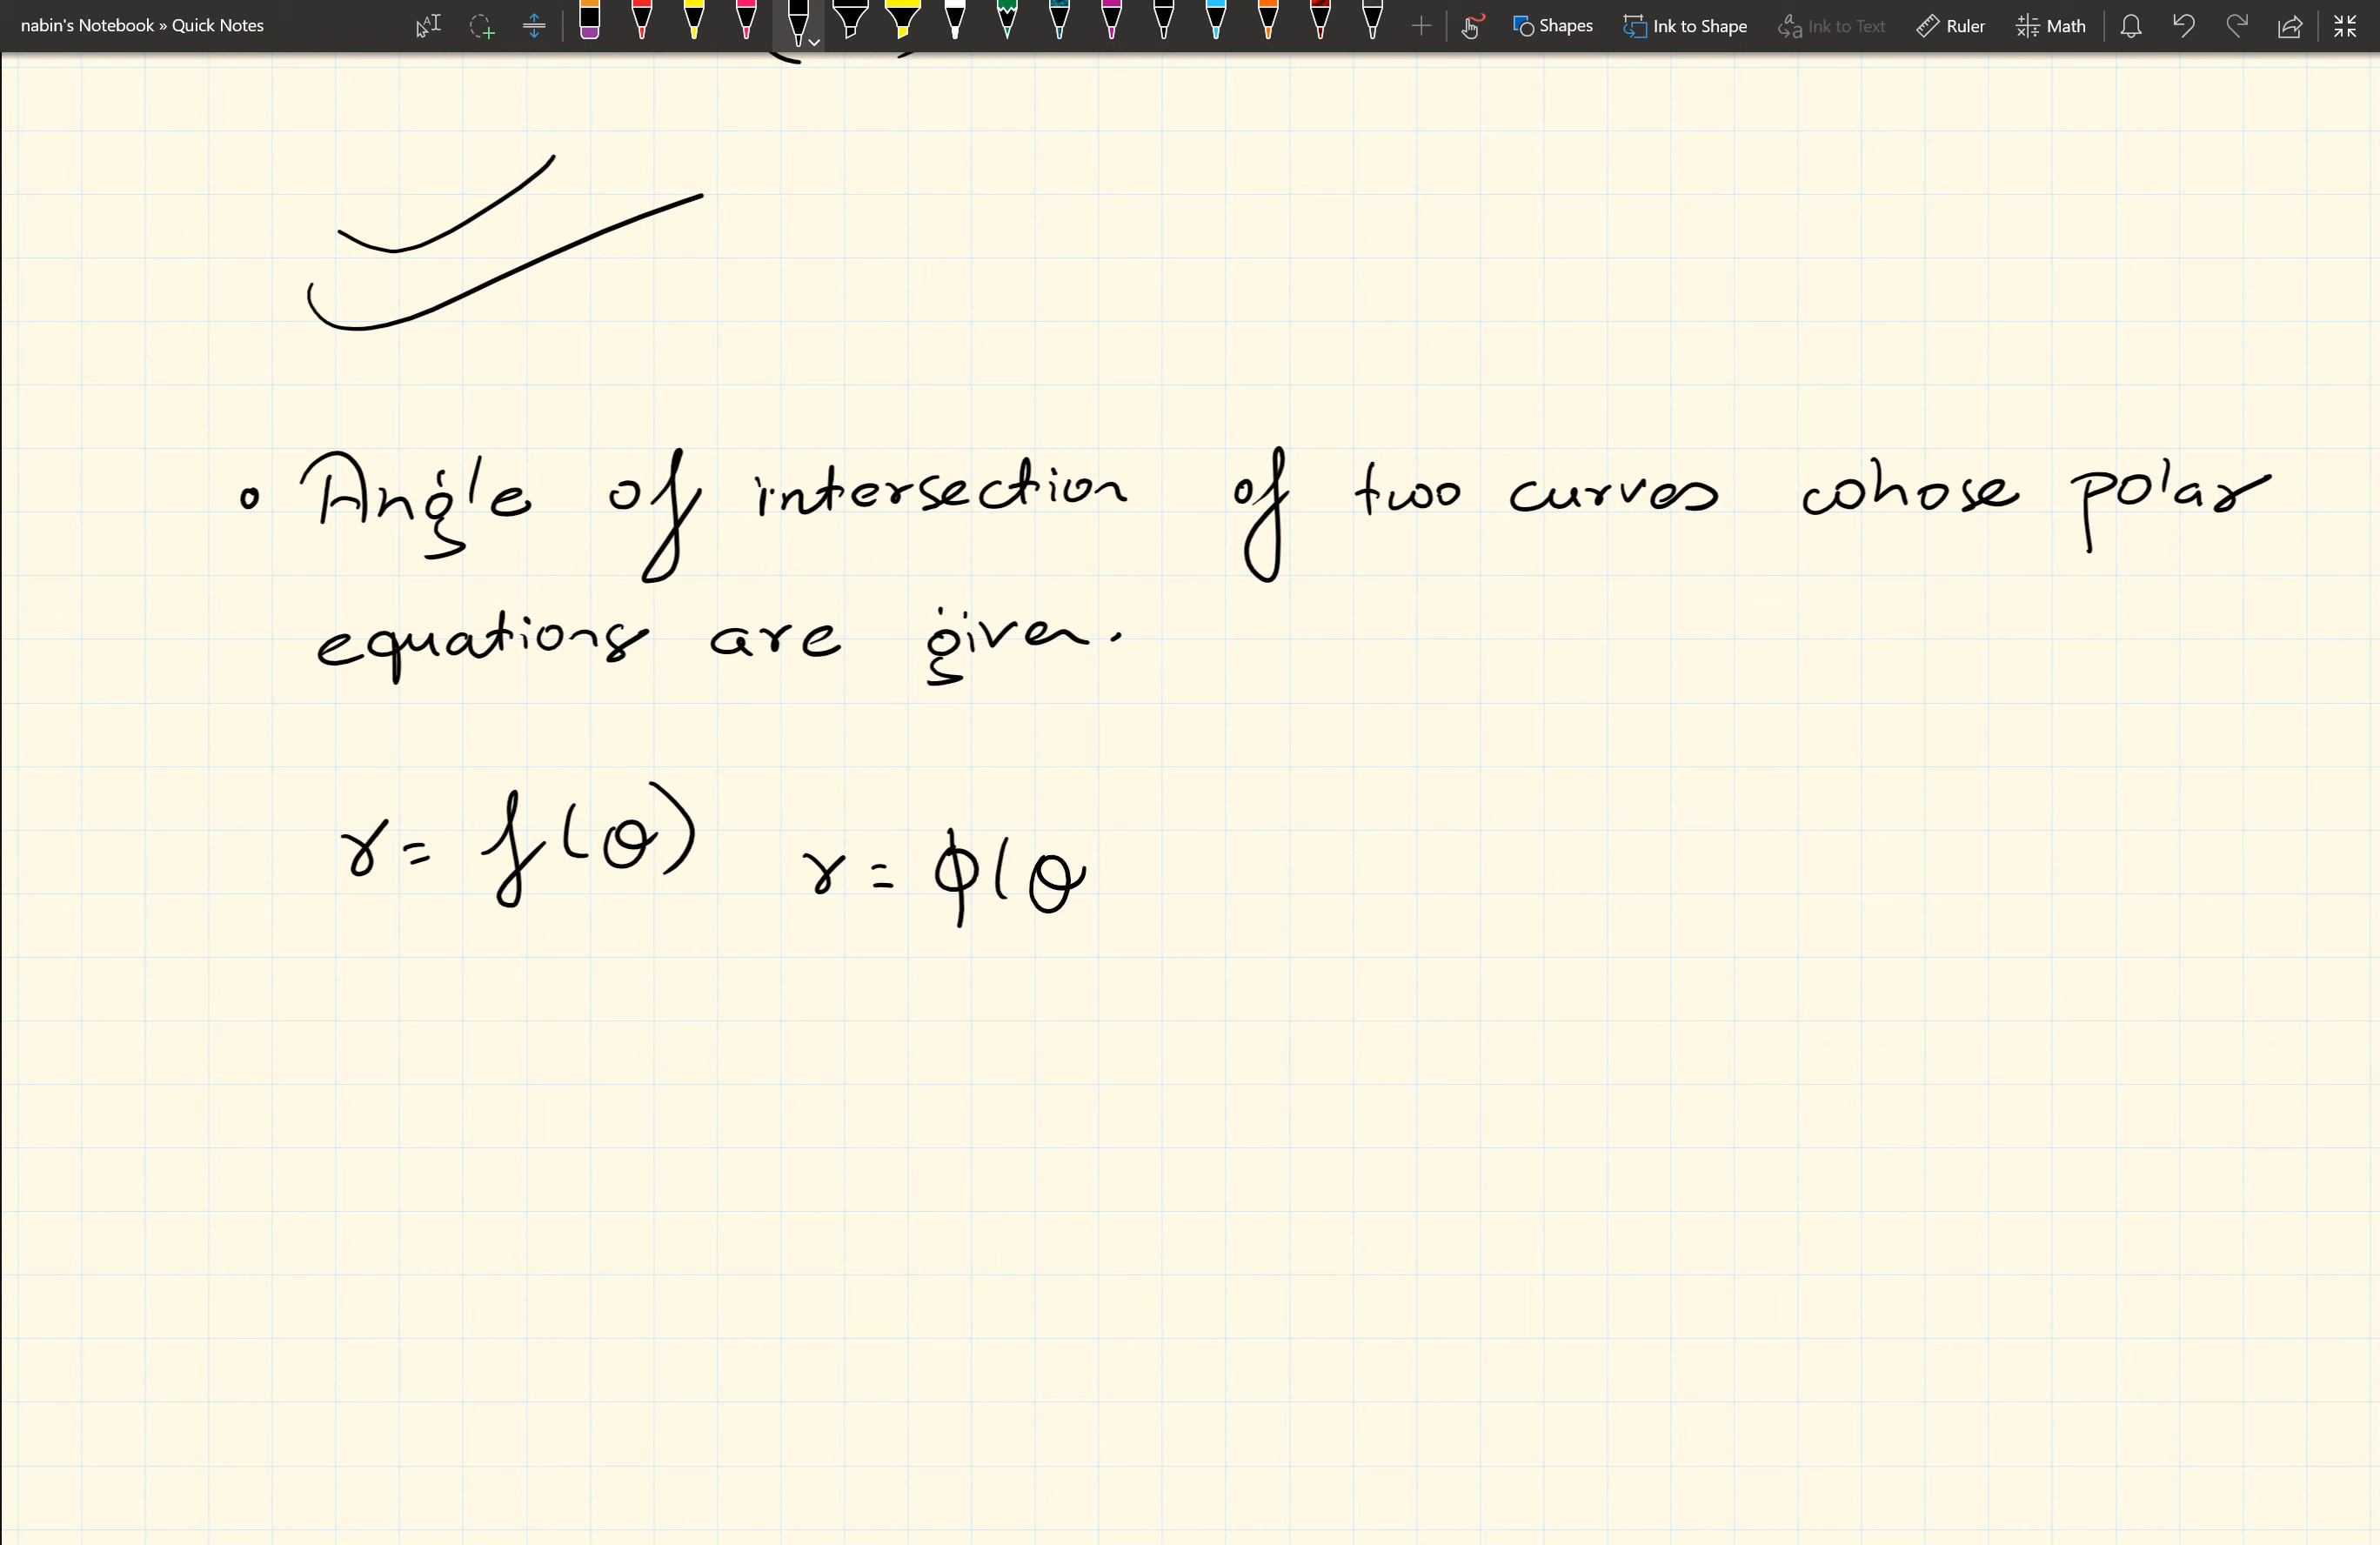 nabin's Notebook » Quick Notes
Shapes Ink to Shape Ink to Text Ruler Math
• Angle of intersection of two curves whose polar
equations are given.
r = f(θ) r = ϕ(θ